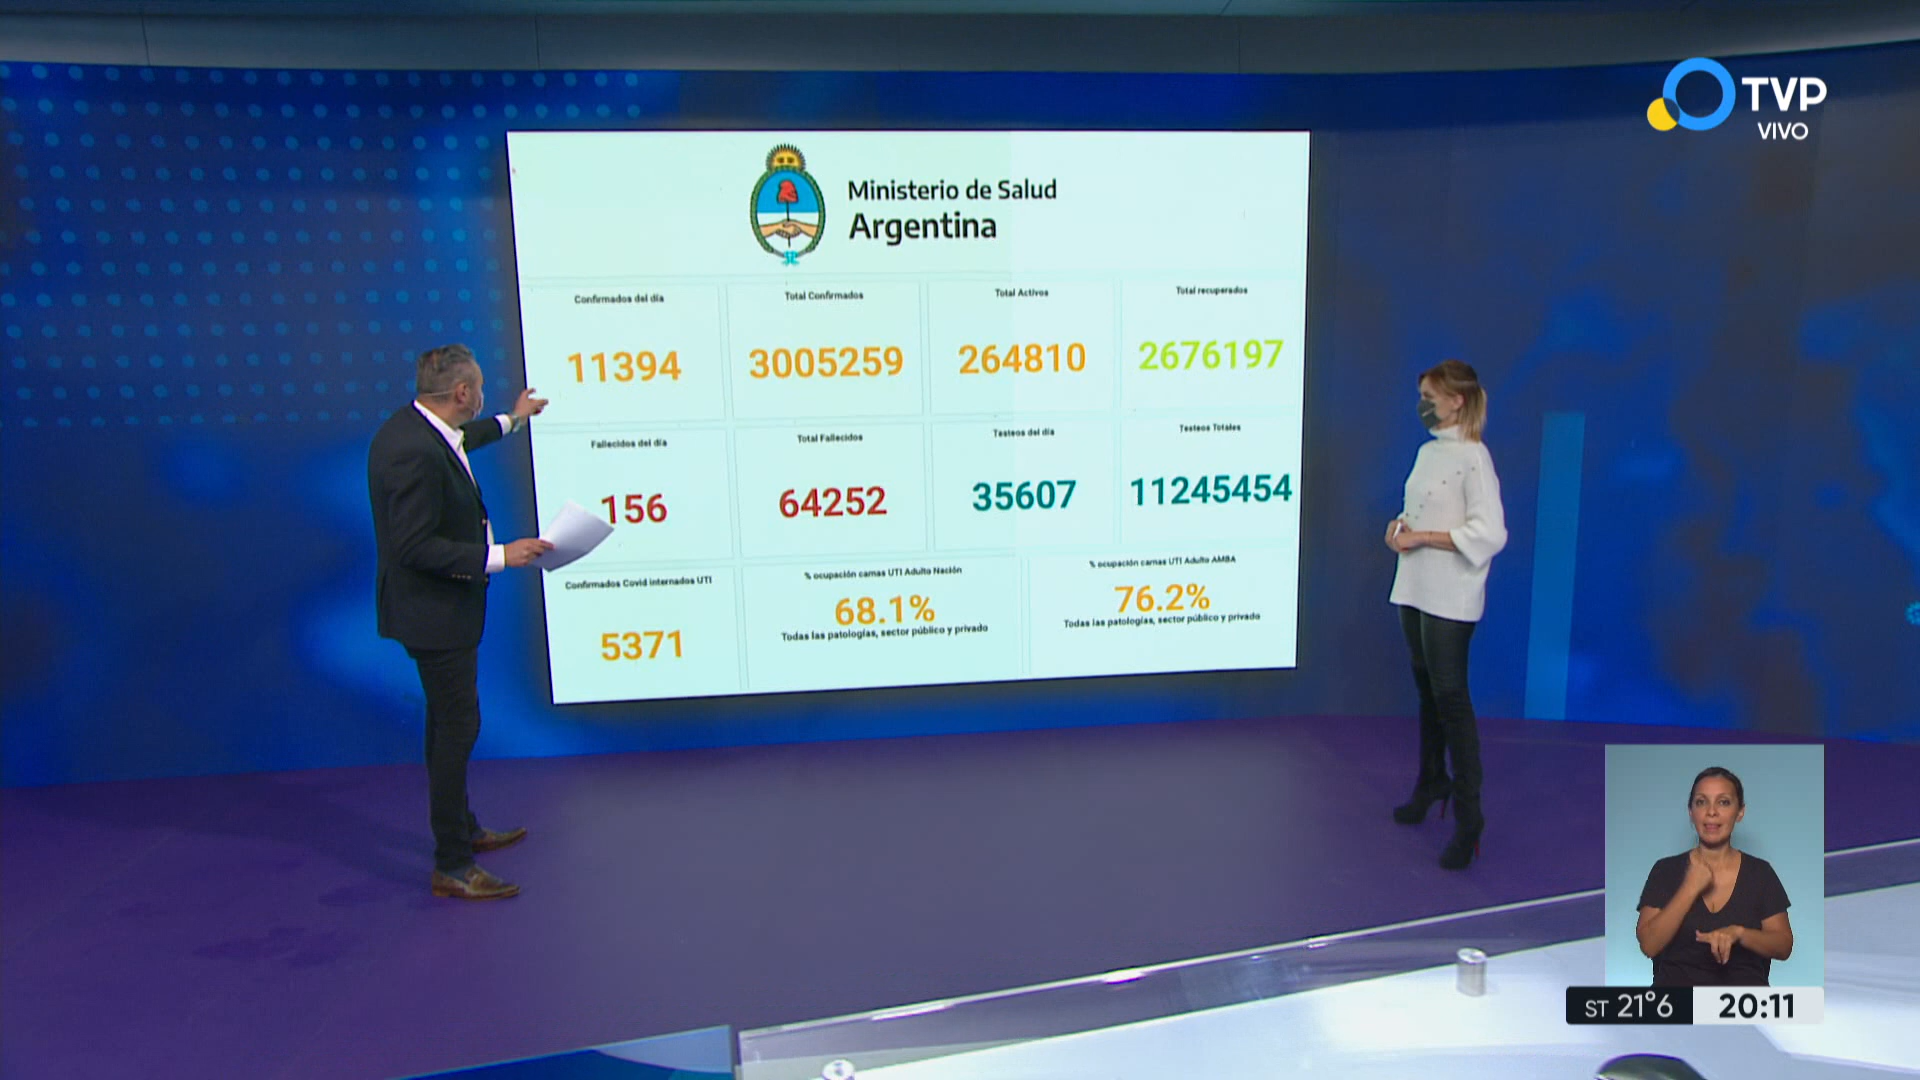 TVP
VIVO
Ministerio de Salud
Argentina
Confirmados del día
Total Confirmados
Total Activos
Total recuperados
11394
3005259
264810
2676197
Fallecidos del día
Total Fallecidos
Testeos del día
Testeos Totales
156
64252
35607
11245454
Confirmados Covid internados UTI
% ocupación camas UTI Adulto Nación
% ocupación camas UTI Adulto AMBA
5371
68.1%
76.2%
Todas las patologías, sector público y privado
Todas las patologías, sector público y privado
ST 21°6
20:11